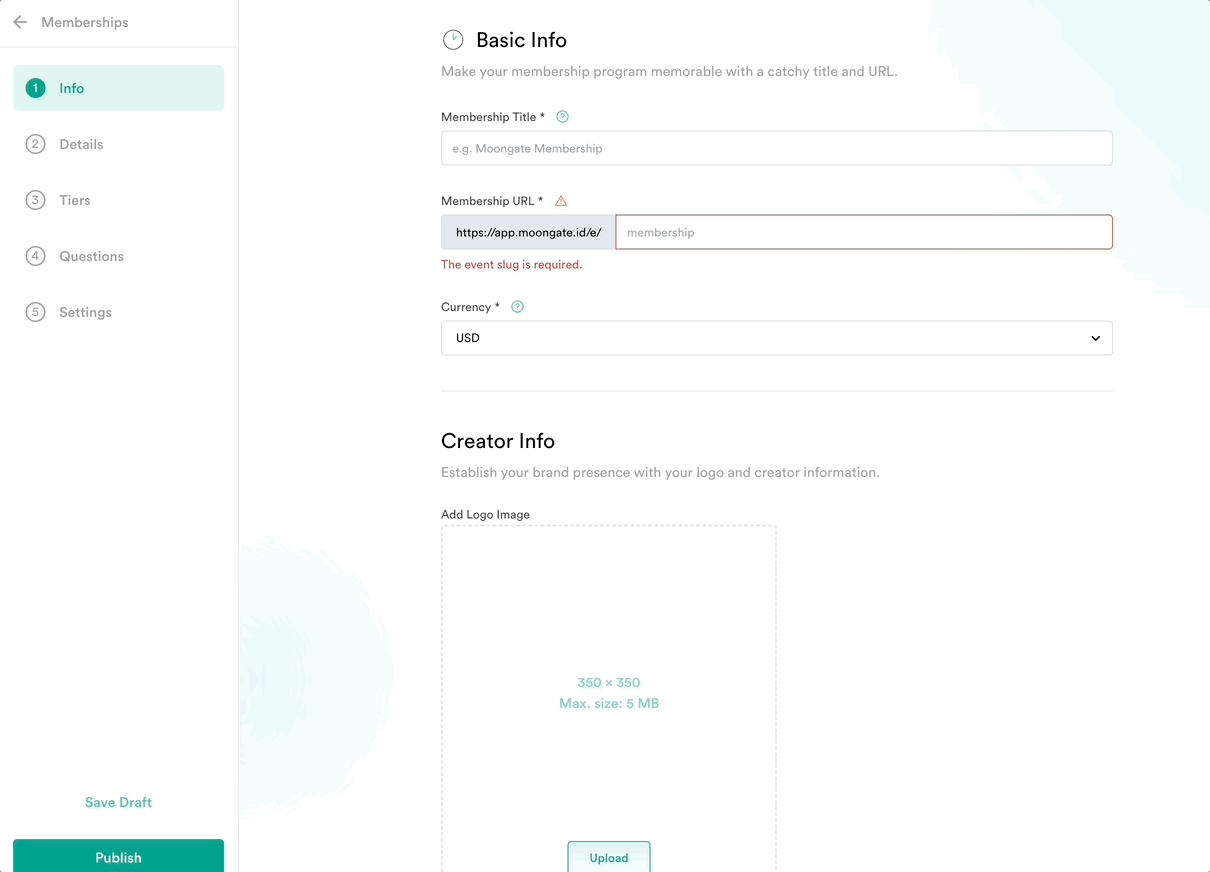 Memberships
1 Info
2 Details
3 Tiers
4 Questions
5 Settings
Save Draft
Publish
Basic Info
Make your membership program memorable with a catchy title and URL.
Membership Title * ?
e.g. Moongate Membership
Membership URL *
https://app.moongate.id/e/ membership
The event slug is required.
Currency * ?
USD
Creator Info
Establish your brand presence with your logo and creator information.
Add Logo Image
350 × 350
Max. size: 5 MB
Upload